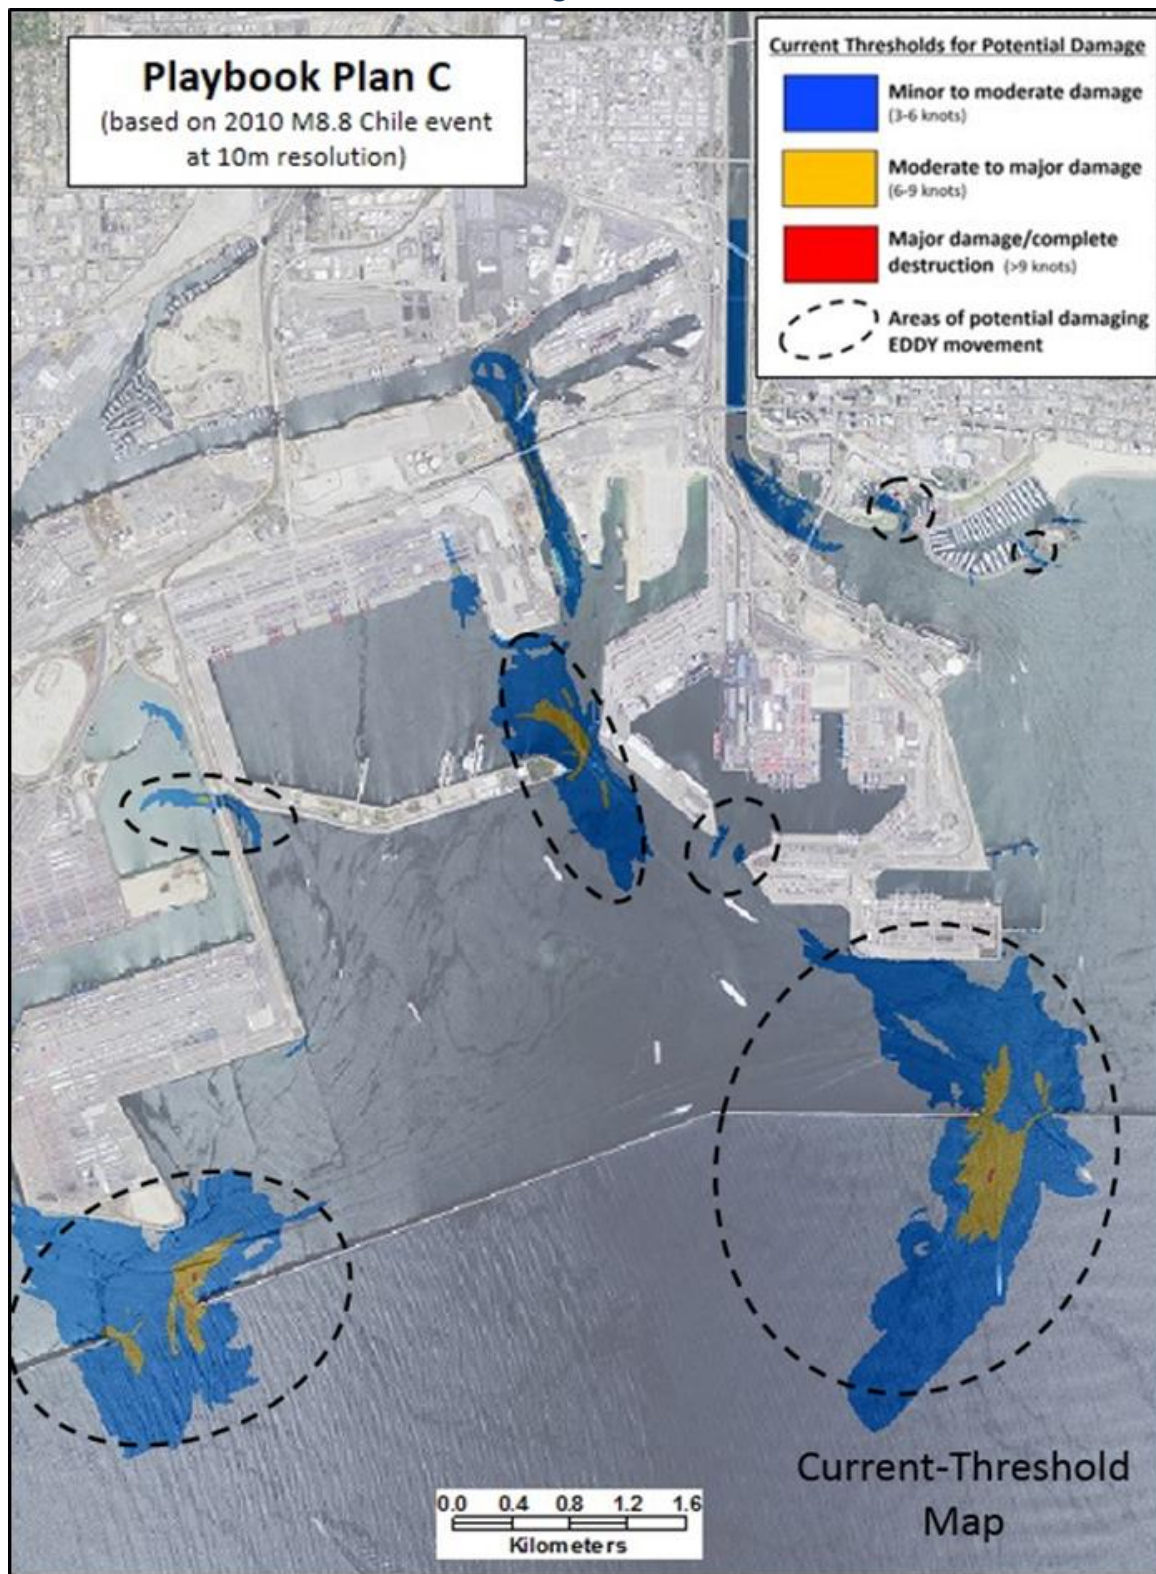 Playbook Plan C
(based on 2010 M8.8 Chile event
at 10m resolution)
Current Thresholds for Potential Damage
Minor to moderate damage
(3-6 knots)
Moderate to major damage
(6-9 knots)
Major damage/complete
destruction (>9 knots)
Areas of potential damaging
EDDY movement
Current-Threshold
Map
0.0 0.4 0.8 1.2 1.6
Kilometers